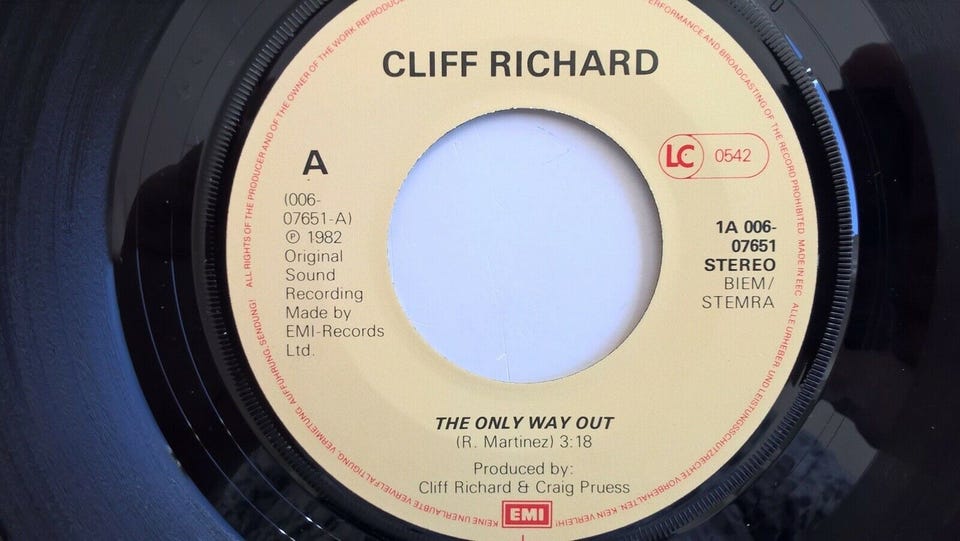 CLIFF RICHARD
A
(006-
07651-A)
℗ 1982
Original
Sound
Recording
Made by
EMI-Records
Ltd.
LC 0542
1A 006-
07651
STEREO
BIEM/
STEMRA
THE ONLY WAY OUT
(R. Martinez) 3:18
Produced by:
Cliff Richard & Craig Pruess
EMI
ALL RIGHTS OF THE PRODUCER AND OF THE OWNER OF THE WORK REPRODUC
ERFORMANCE AND BROADCASTING OF THE RECORD PROHIBITED. MADE IN EEC
ALLE URHEBER- UND LEISTUNGSSCHUTZRECHTE VORBEHALTEN. KEIN VERLEIH!
KEINE UNERLAUBTE VERVIELFÄLTIGUNG, VERMIETUNG, AUFFÜHRUNG, SENDUNG!